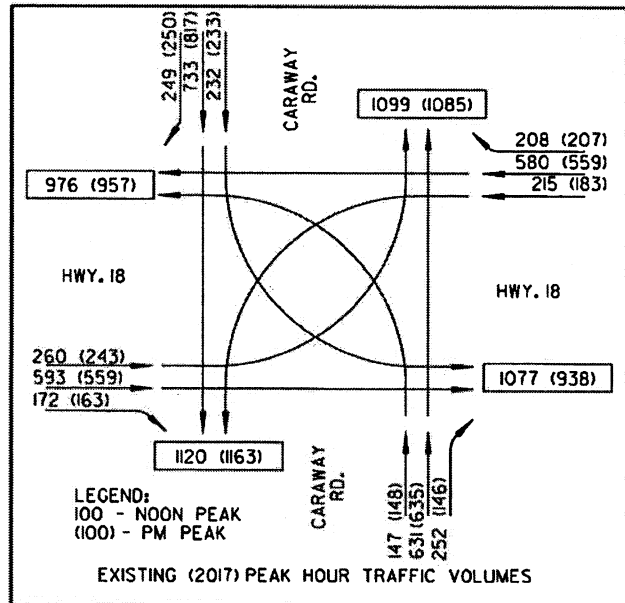 249 (250)
733 (817)
232 (233)
CARAWAY
RD.
1099 (1085)
208 (207)
580 (559)
215 (183)
976 (957)
HWY. 18
HWY. 18
260 (243)
593 (559)
172 (163)
1077 (938)
1120 (1163)
CARAWAY
RD.
147 (148)
631 (635)
252 (146)
LEGEND:
100 - NOON PEAK
(100) - PM PEAK
EXISTING (2017) PEAK HOUR TRAFFIC VOLUMES